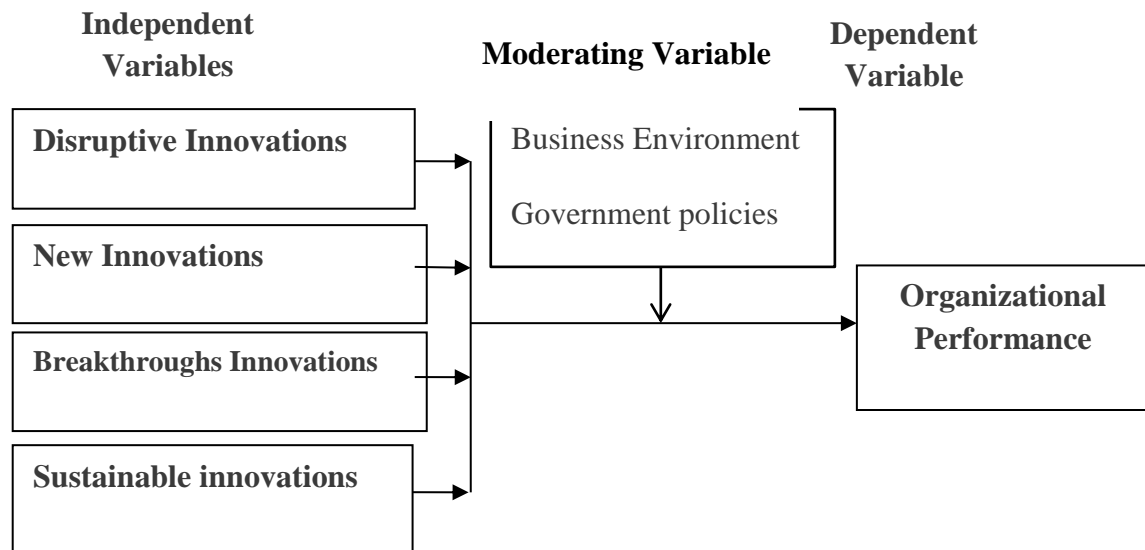 Independent
Variables
Moderating Variable
Dependent
Variable
Disruptive Innovations
New Innovations
Breakthroughs Innovations
Sustainable innovations
Business Environment
Government policies
Organizational
Performance